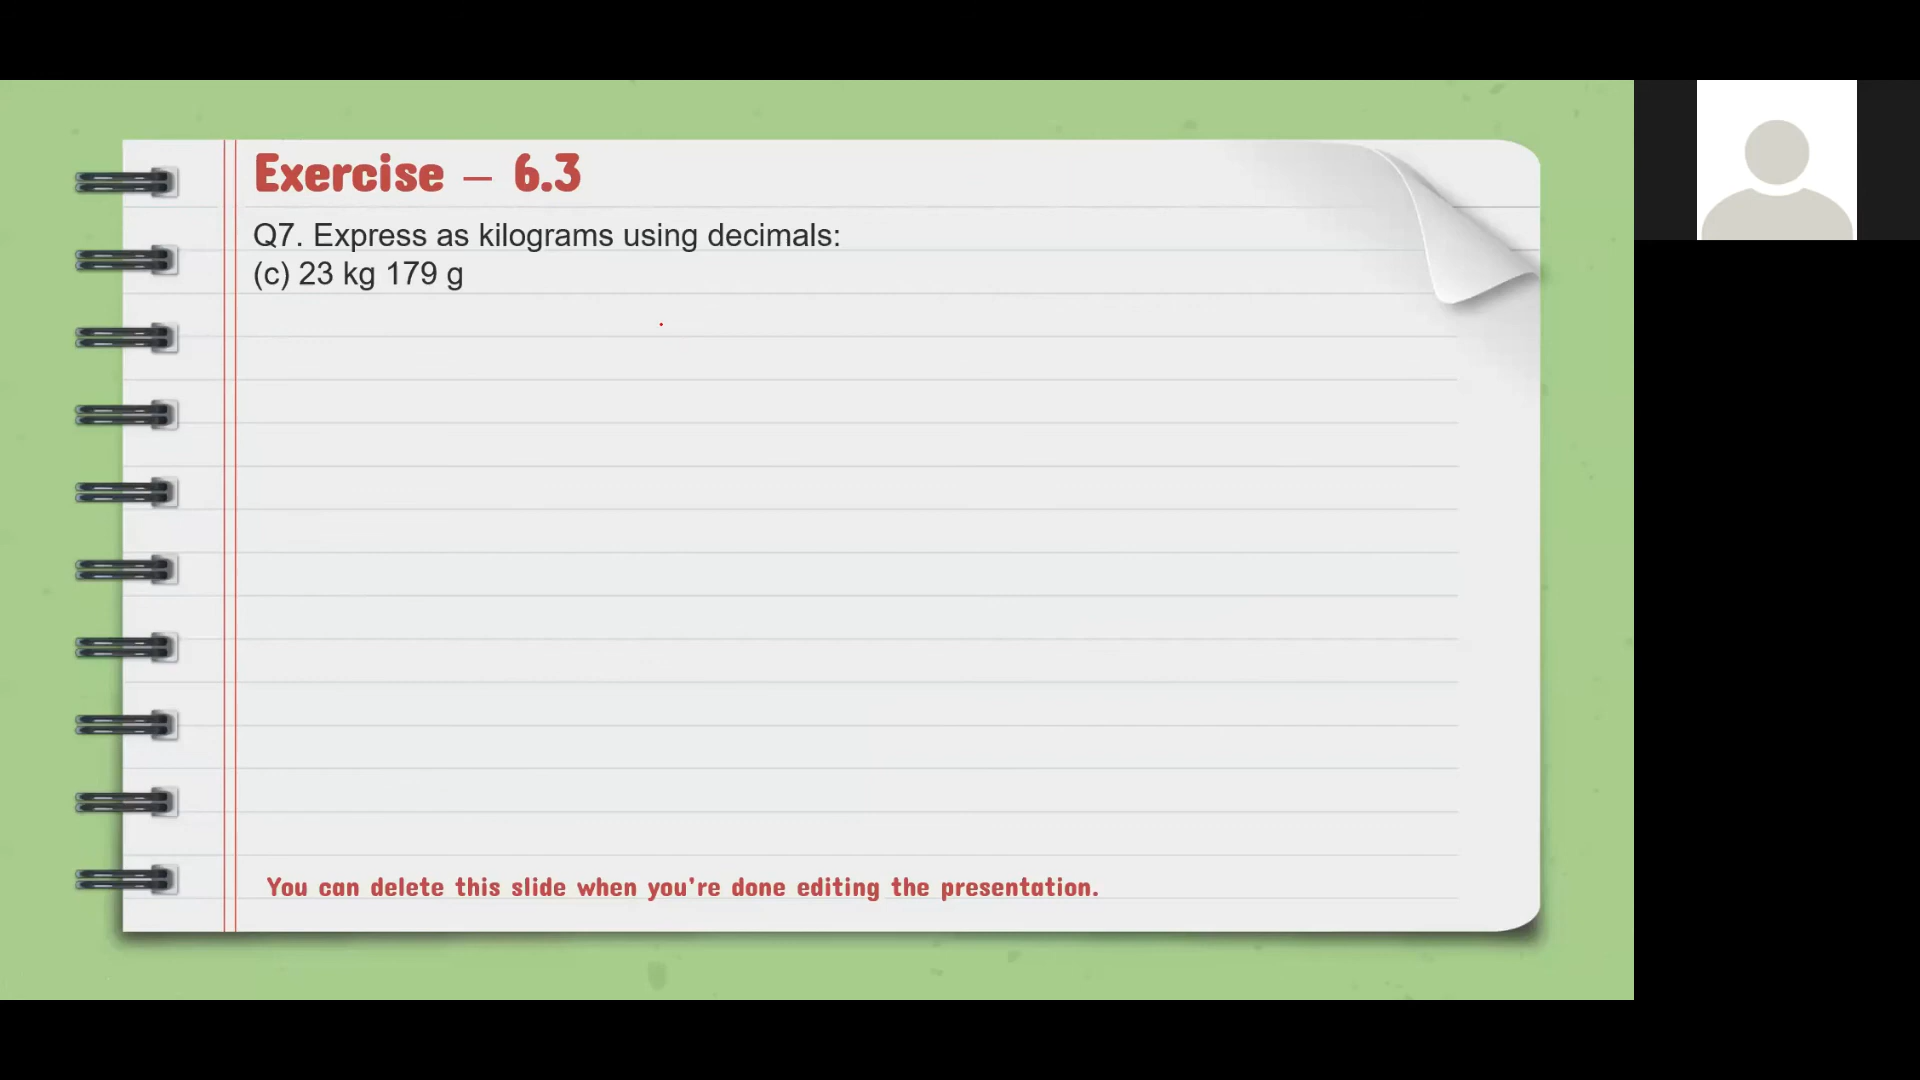 Exercise – 6.3
Q7. Express as kilograms using decimals:
(c) 23 kg 179 g
You can delete this slide when you're done editing the presentation.